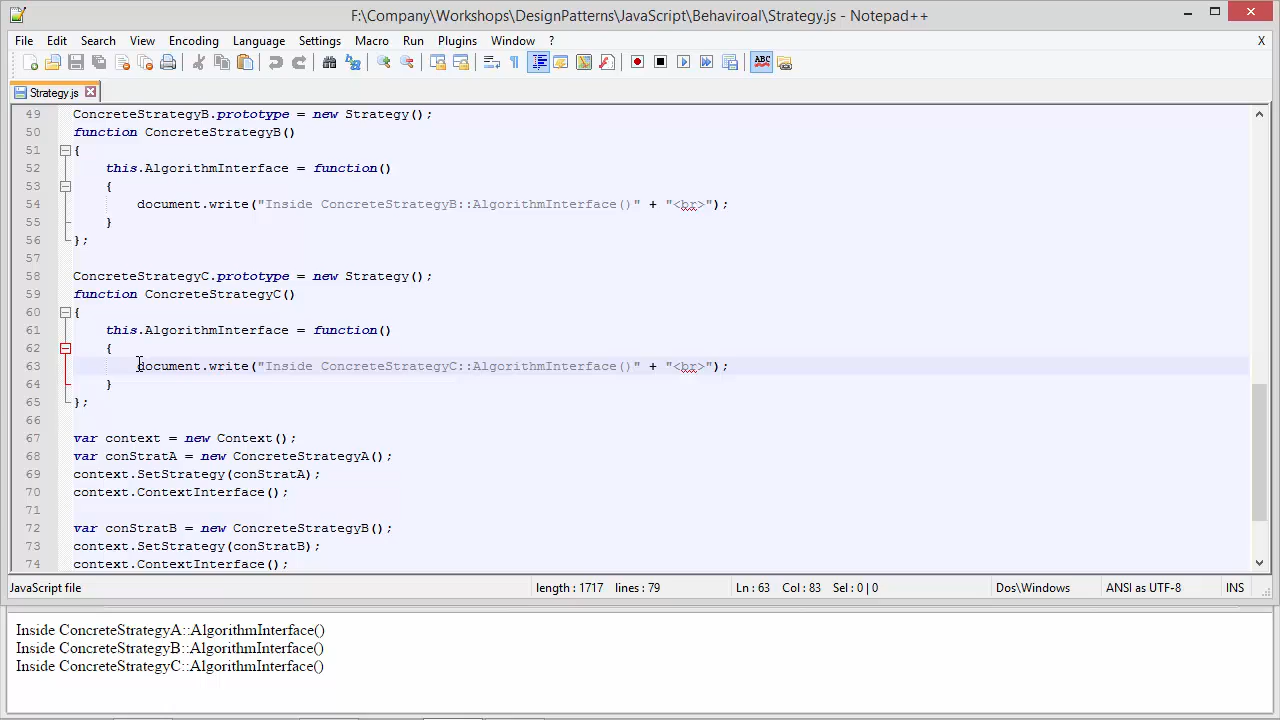 F:\Company\Workshops\DesignPatterns\JavaScript\Behaviroal\Strategy.js - Notepad++
File Edit Search View Encoding Language Settings Macro Run Plugins Window ? X
ABC
Strategy.js
49 ConcreteStrategyB.prototype = new Strategy();
50 function ConcreteStrategyB()
51 {
52 this.AlgorithmInterface = function()
53 {
54 document.write("Inside ConcreteStrategyB::AlgorithmInterface()" + "<br>");
55 }
56 };
57
58 ConcreteStrategyC.prototype = new Strategy();
59 function ConcreteStrategyC()
60 {
61 this.AlgorithmInterface = function()
62 {
63 document.write("Inside ConcreteStrategyC::AlgorithmInterface()" + "<br>");
64 }
65 };
66
67 var context = new Context();
68 var conStratA = new ConcreteStrategyA();
69 context.SetStrategy(conStratA);
70 context.ContextInterface();
71
72 var conStratB = new ConcreteStrategyB();
73 context.SetStrategy(conStratB);
74 context.ContextInterface();
JavaScript file length : 1717 lines : 79 Ln : 63 Col : 83 Sel : 0 | 0 Dos\Windows ANSI as UTF-8 INS
Inside ConcreteStrategyA::AlgorithmInterface()
Inside ConcreteStrategyB::AlgorithmInterface()
Inside ConcreteStrategyC::AlgorithmInterface()